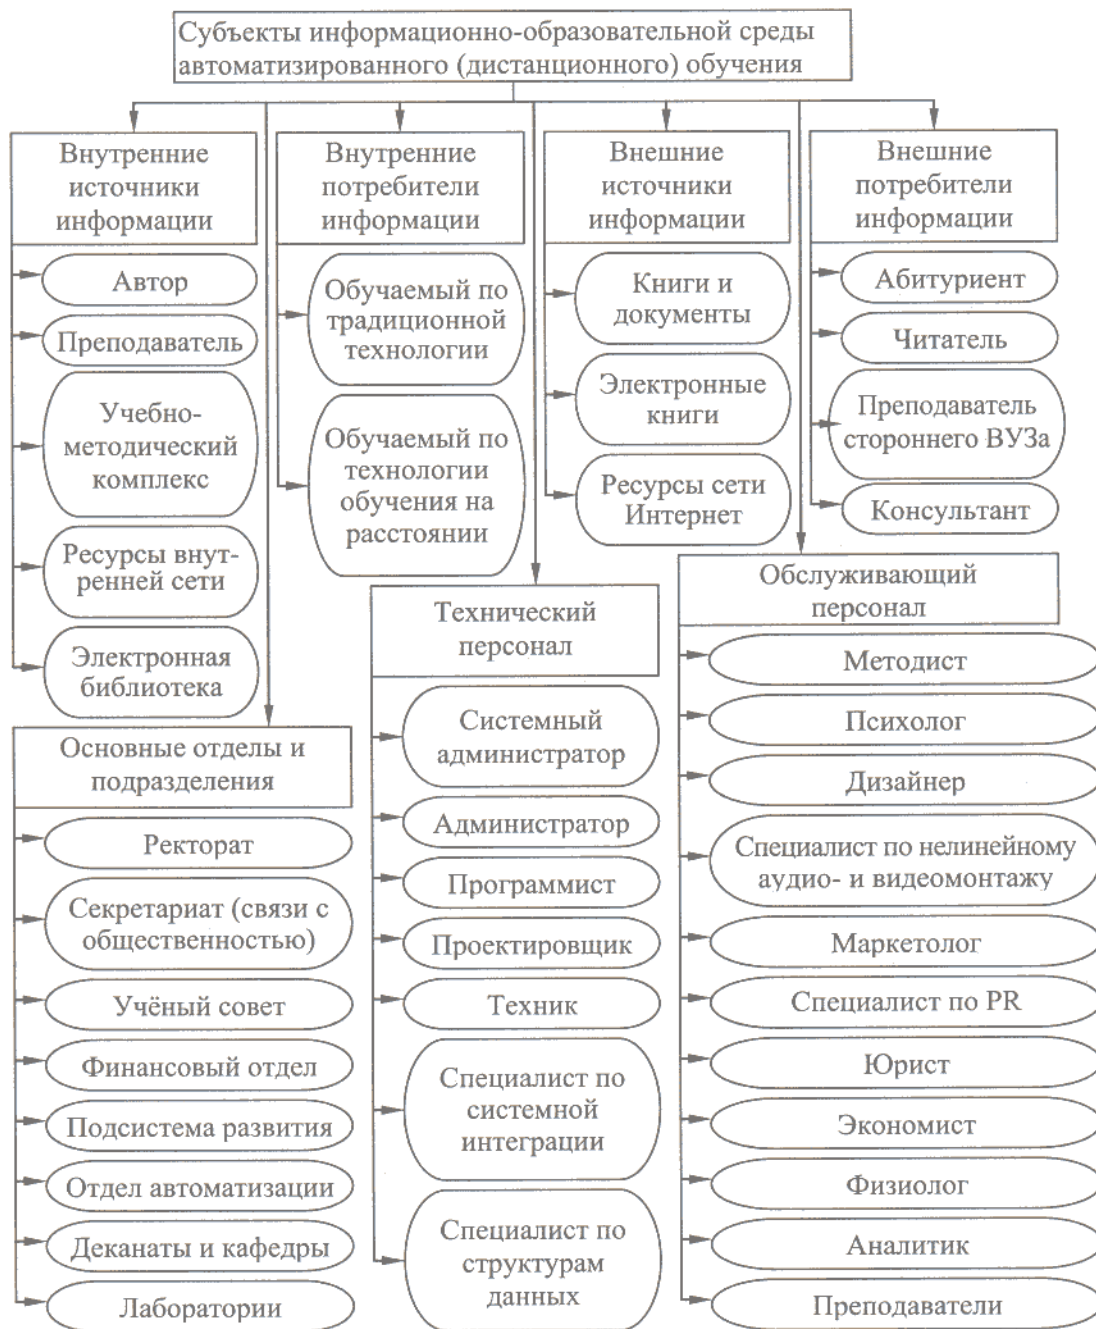 Субъекты информационно-образовательной среды
автоматизированного (дистанционного) обучения
Внутренние
источники
информации
Автор
Преподаватель
Учебно-
методический
комплекс
Ресурсы внут-
ренней сети
Электронная
библиотека
Внутренние
потребители
информации
Обучаемый по
традиционной
технологии
Обучаемый по
технологии
обучения на
расстоянии
Внешние
источники
информации
Книги и
документы
Электронные
книги
Ресурсы сети
Интернет
Внешние
потребители
информации
Абитуриент
Читатель
Преподаватель
стороннего ВУЗа
Консультант
Основные отделы и
подразделения
Ректорат
Секретариат (связи с
общественностью)
Учёный совет
Финансовый отдел
Подсистема развития
Отдел автоматизации
Деканаты и кафедры
Лаборатории
Технический
персонал
Системный
администратор
Администратор
Программист
Проектировщик
Техник
Специалист по
системной
интеграции
Специалист по
структурам
данных
Обслуживающий
персонал
Методист
Психолог
Дизайнер
Специалист по нелинейному
аудио- и видеомонтажу
Маркетолог
Специалист по PR
Юрист
Экономист
Физиолог
Аналитик
Преподаватели